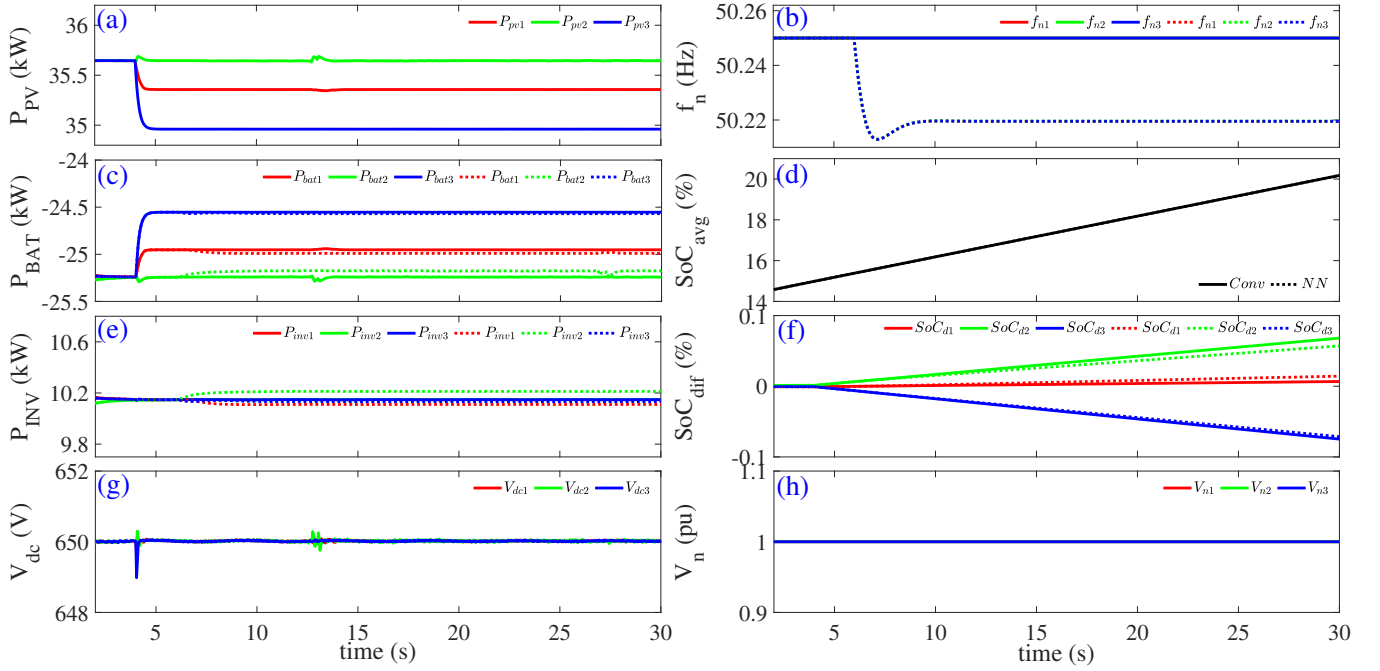 (a)
P_pv1 P_pv2 P_pv3
36
35.5
35
P_PV (kW)
(b)
f_n1 f_n2 f_n3 f_n1 f_n2 f_n3
50.26
50.24
50.22
f_n (Hz)
(c)
P_bat1 P_bat2 P_bat3 P_bat1 P_bat2 P_bat3
-24
-24.5
-25
-25.5
P_BAT (kW)
(d)
20
18
16
14
SoC_avg (%)
Conv NN
(e)
P_inv1 P_inv2 P_inv3 P_inv1 P_inv2 P_inv3
10.6
10.2
9.8
P_INV (kW)
(f)
SoC_d1 SoC_d2 SoC_d3 SoC_d1 SoC_d2 SoC_d3
0.1
0
-0.1
SoC_dif (%)
(g)
V_dc1 V_dc2 V_dc3
652
650
648
V_dc (V)
5 10 15 20 25 30
time (s)
(h)
V_n1 V_n2 V_n3
1.1
1
0.9
V_n (pu)
5 10 15 20 25 30
time (s)